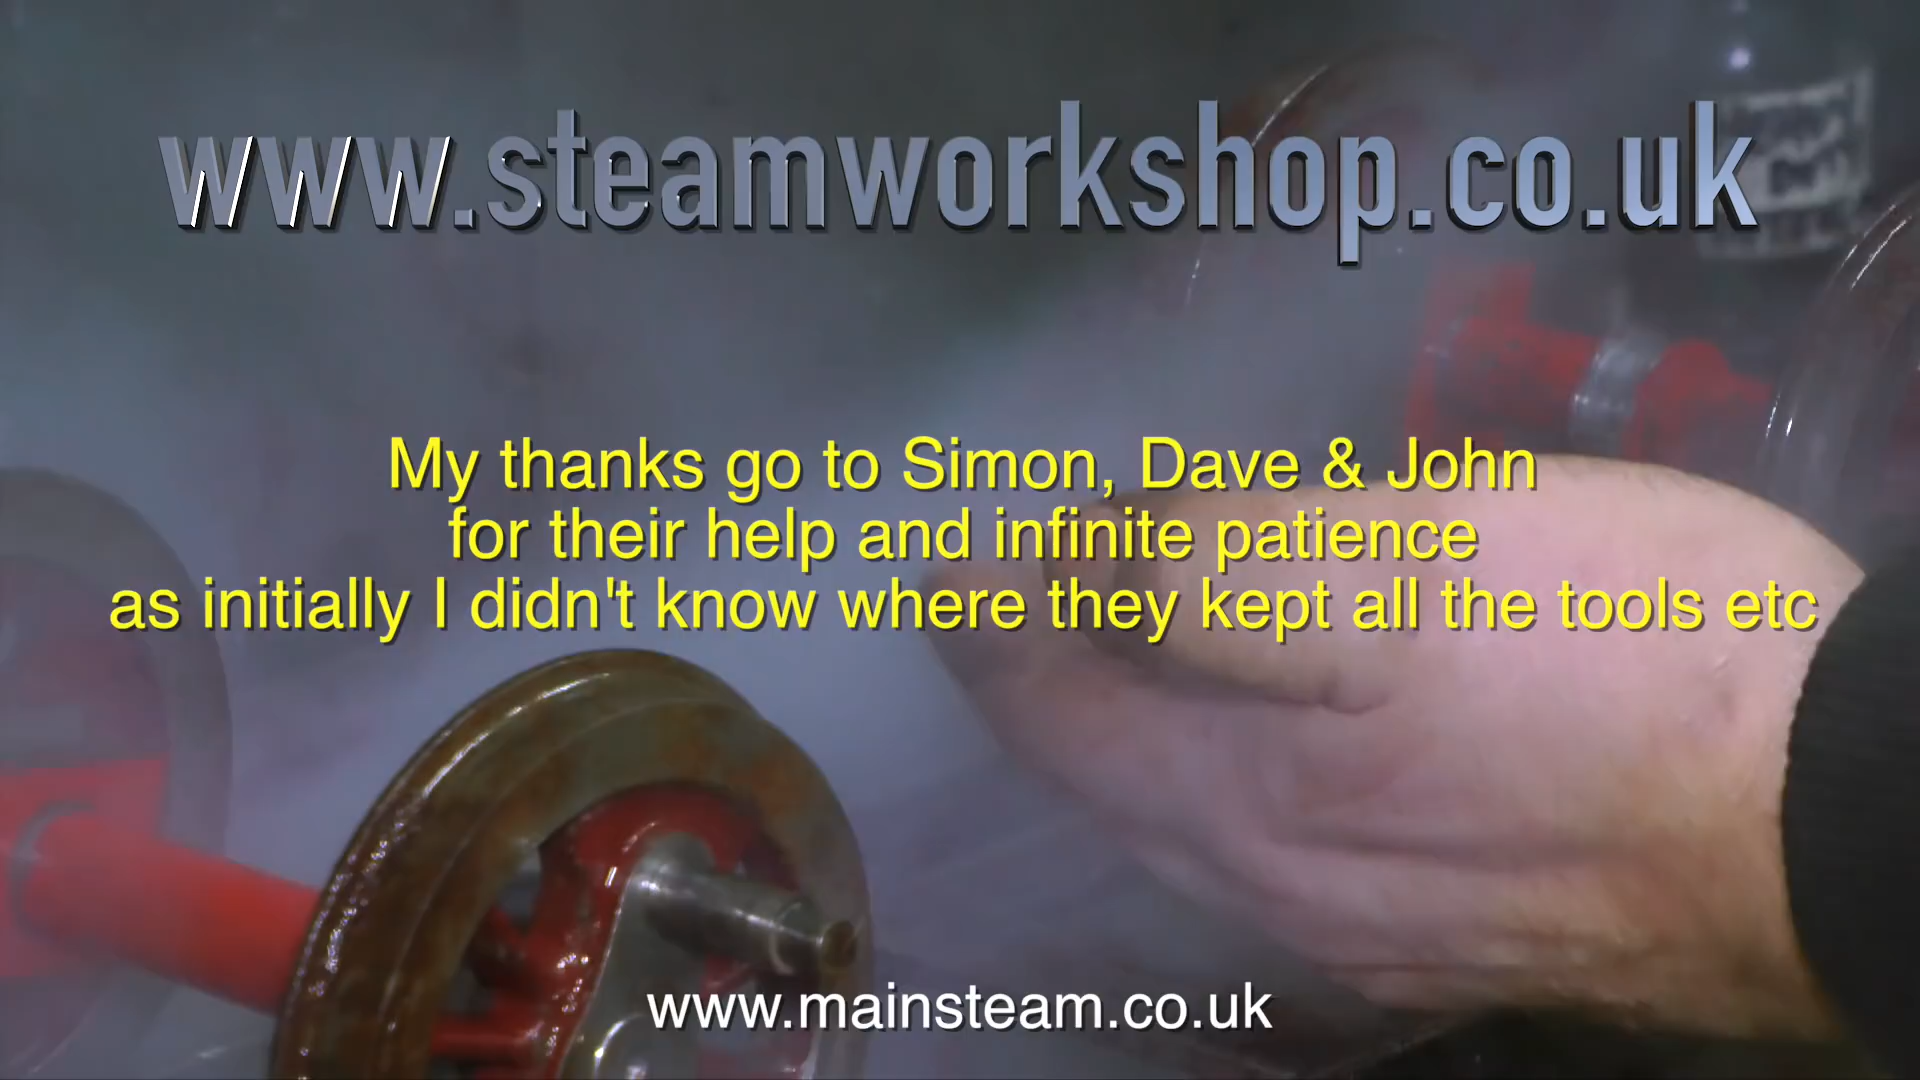 www.steamworkshop.co.uk
My thanks go to Simon, Dave & John
for their help and infinite patience
as initially I didn't know where they kept all the tools etc
www.mainsteam.co.uk